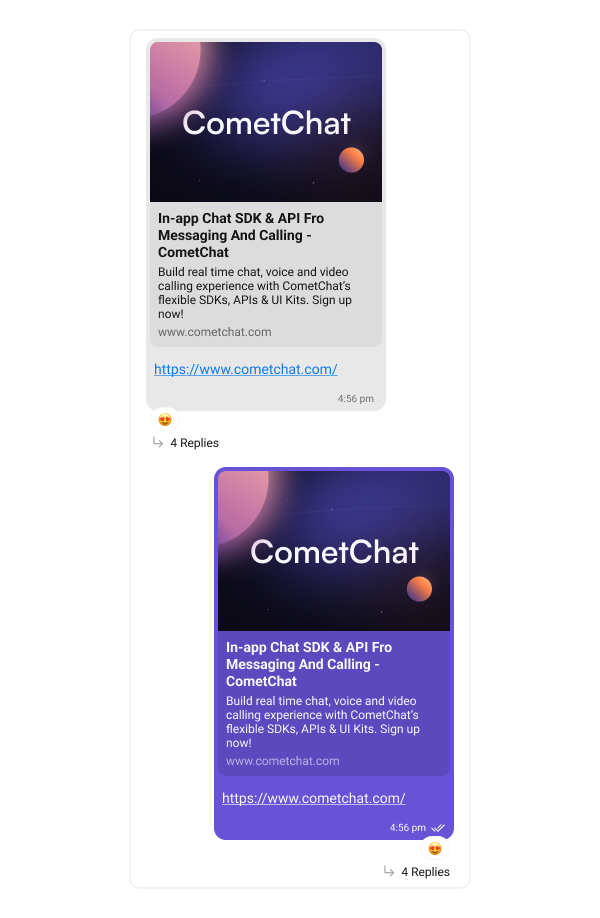 CometChat
In-app Chat SDK & API Fro
Messaging And Calling -
CometChat
Build real time chat, voice and video
calling experience with CometChat's
flexible SDKs, APIs & UI Kits. Sign up
now!
www.cometchat.com
https://www.cometchat.com/
4:56 pm
4 Replies
CometChat
In-app Chat SDK & API Fro
Messaging And Calling -
CometChat
Build real time chat, voice and video
calling experience with CometChat's
flexible SDKs, APIs & UI Kits. Sign up
now!
www.cometchat.com
https://www.cometchat.com/
4:56 pm
4 Replies